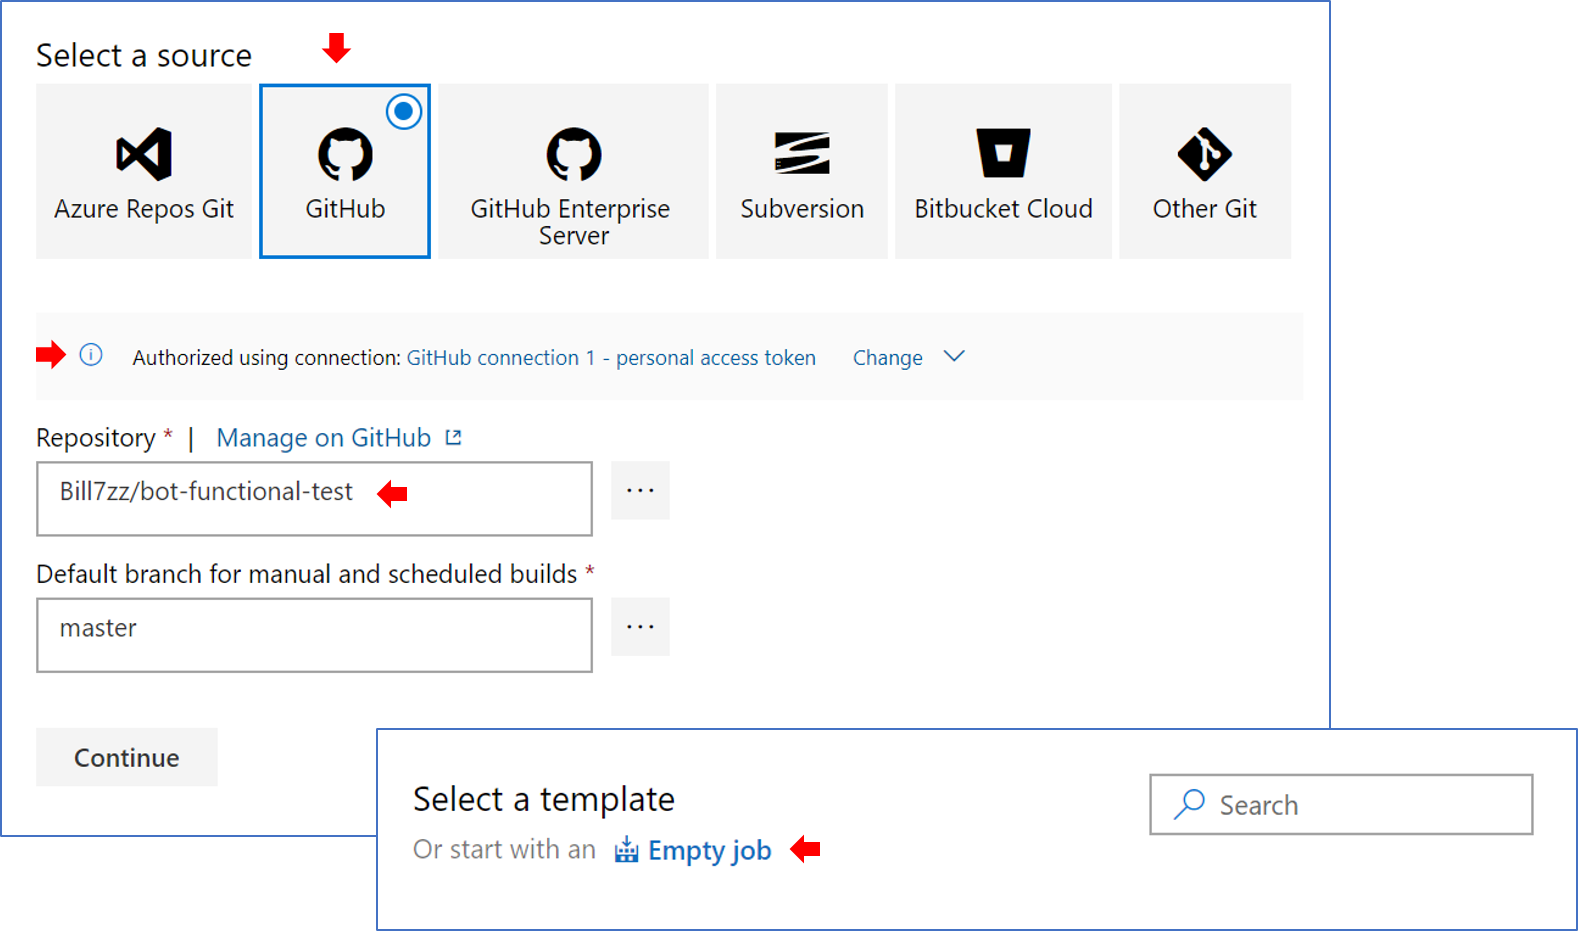 Select a source
Azure Repos Git
GitHub
GitHub Enterprise
Server
Subversion
Bitbucket Cloud
Other Git
Authorized using connection: GitHub connection 1 - personal access token Change
Repository * | Manage on GitHub
Bill7zz/bot-functional-test
...
Default branch for manual and scheduled builds *
master
...
Continue
Select a template
Search
Or start with an Empty job